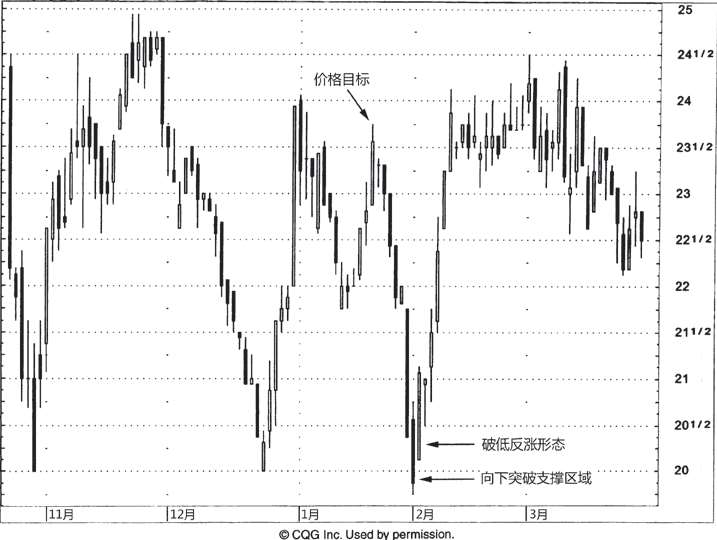 25
24 1/2
价格目标
24
23 1/2
23
22 1/2
22
21 1/2
21
20 1/2
破低反涨形态
20
向下突破支撑区域
11月
12月
1月
2月
3月
© CQG Inc. Used by permission.